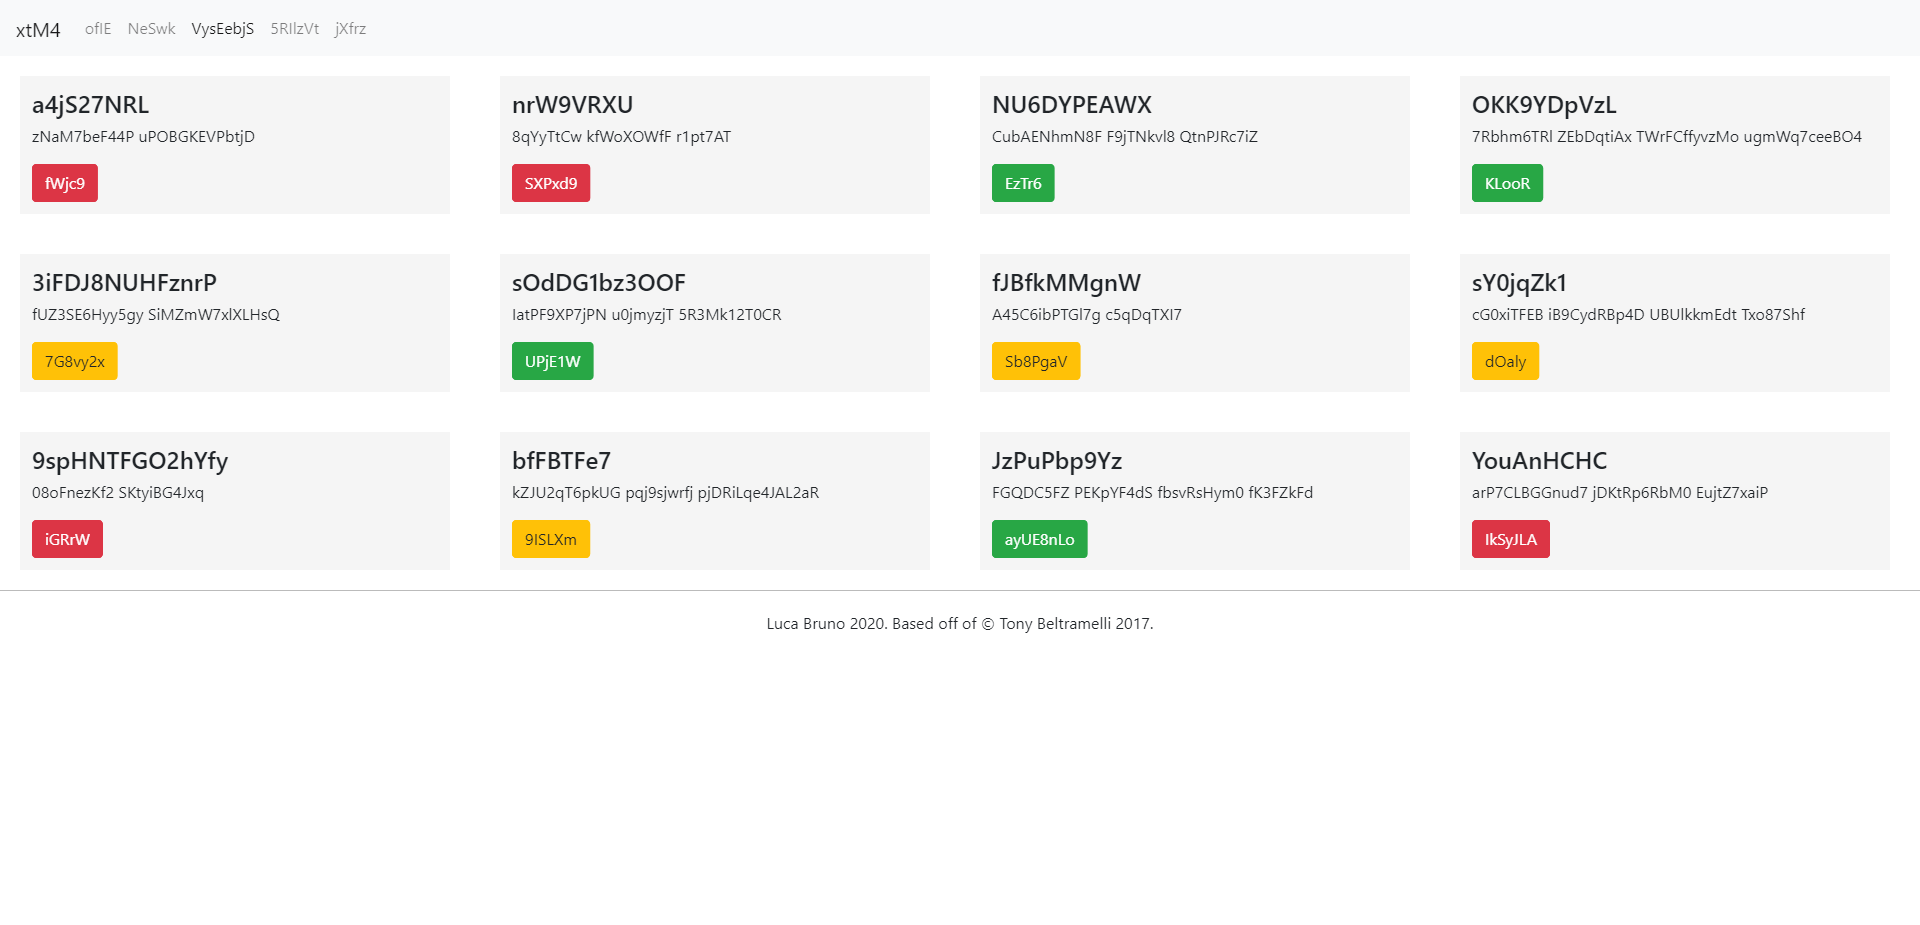 xtM4 ofIE NeSwk VysEebjS 5RIlzVt jXfrz
a4jS27NRL
zNaM7beF44P uPOBGKEVPbtjD
fWjc9
nrW9VRXU
8qYyTtCw kfWoXOWfF r1pt7AT
SXPxd9
NU6DYPEAWX
CubAENhmN8F F9jTNkvl8 QtnPJRc7iZ
EzTr6
OKK9YDpVzL
7Rbhm6TRl ZEbDqtiAx TWrFCffyvzMo ugmWq7ceeBO4
KLooR
3iFDJ8NUHFznrP
fUZ3SE6Hyy5gy SiMZmW7xlXLHsQ
7G8vy2x
sOdDG1bz3OOF
IatPF9XP7jPN u0jmyzjT 5R3Mk12T0CR
UPjE1W
fJBfkMMgnW
A45C6ibPTGl7g c5qDqTXI7
Sb8PgaV
sY0jqZk1
cG0xiTFEB iB9CydRBp4D UBUlkkmEdt Txo87Shf
dOaly
9spHNTFGO2hYfy
08oFnezKf2 SKtyiBG4Jxq
iGRrW
bfFBTFe7
kZJU2qT6pkUG pqj9sjwrfj pjDRiLqe4JAL2aR
9ISLXm
JzPuPbp9Yz
FGQDC5FZ PEKpYF4dS fbsvRsHym0 fK3FZkFd
ayUE8nLo
YouAnHCHC
arP7CLBGGnud7 jDKtRp6RbM0 EujtZ7xaiP
IkSyJLA
Luca Bruno 2020. Based off of © Tony Beltramelli 2017.